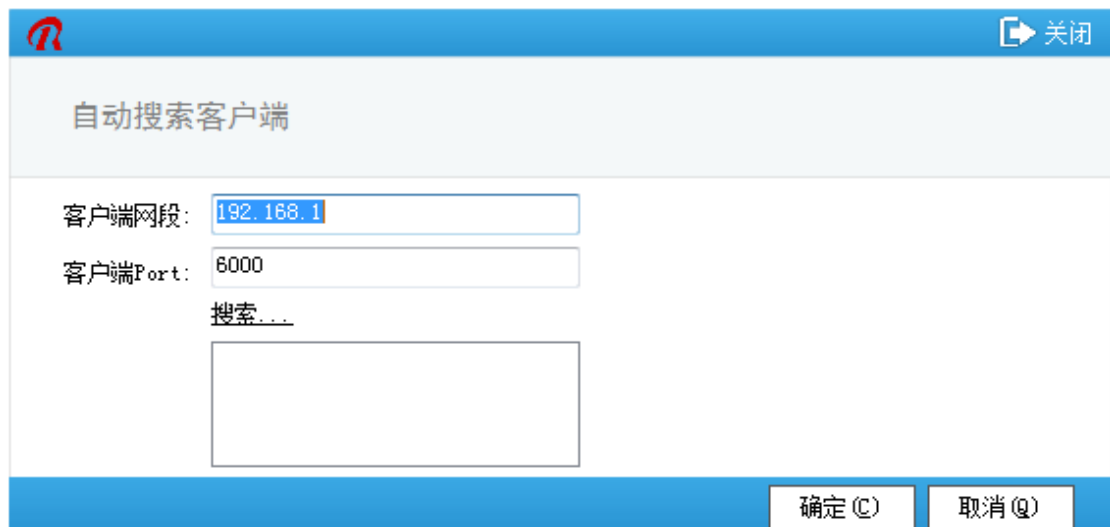 关闭
自动搜索客户端
客户端网段: 192.168.1
客户端Port: 6000
搜索...
确定(C) 取消(Q)